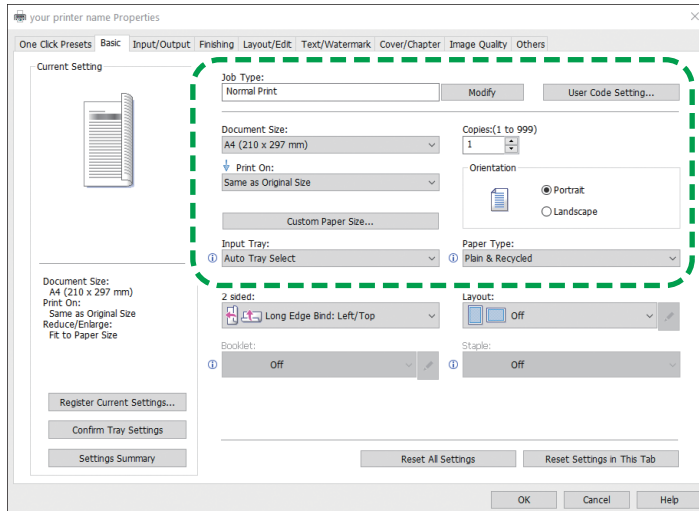 your printer name Properties
One Click Presets Basic Input/Output Finishing Layout/Edit Text/Watermark Cover/Chapter Image Quality Others
Current Setting
Job Type:
Normal Print
Modify
User Code Setting...
Document Size:
A4 (210 x 297 mm)
Copies:(1 to 999)
1
Print On:
Same as Original Size
Orientation
Portrait
Landscape
Custom Paper Size...
Input Tray:
Auto Tray Select
Paper Type:
Plain & Recycled
Document Size:
A4 (210 x 297 mm)
Print On:
Same as Original Size
Reduce/Enlarge:
Fit to Paper Size
2 sided:
Long Edge Bind: Left/Top
Layout:
Off
Booklet:
Off
Staple:
Off
Register Current Settings...
Confirm Tray Settings
Settings Summary
Reset All Settings
Reset Settings in This Tab
OK
Cancel
Help